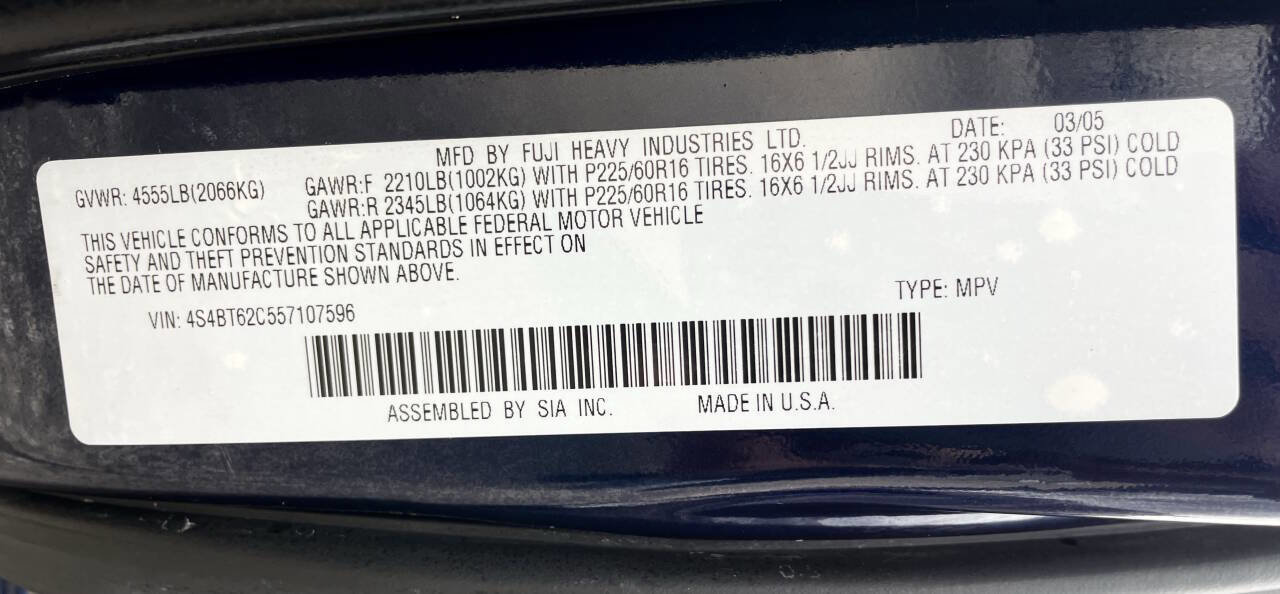 MFD BY FUJI HEAVY INDUSTRIES LTD. DATE: 03/05
GVWR: 4555LB(2066KG) GAWR:F 2210LB(1002KG) WITH P225/60R16 TIRES. 16X6 1/2JJ RIMS. AT 230 KPA (33 PSI) COLD
GAWR:R 2345LB(1064KG) WITH P225/60R16 TIRES. 16X6 1/2JJ RIMS. AT 230 KPA (33 PSI) COLD
THIS VEHICLE CONFORMS TO ALL APPLICABLE FEDERAL MOTOR VEHICLE
SAFETY AND THEFT PREVENTION STANDARDS IN EFFECT ON
THE DATE OF MANUFACTURE SHOWN ABOVE.
VIN: 4S4BT62C557107596 TYPE: MPV
ASSEMBLED BY SIA INC. MADE IN U.S.A.